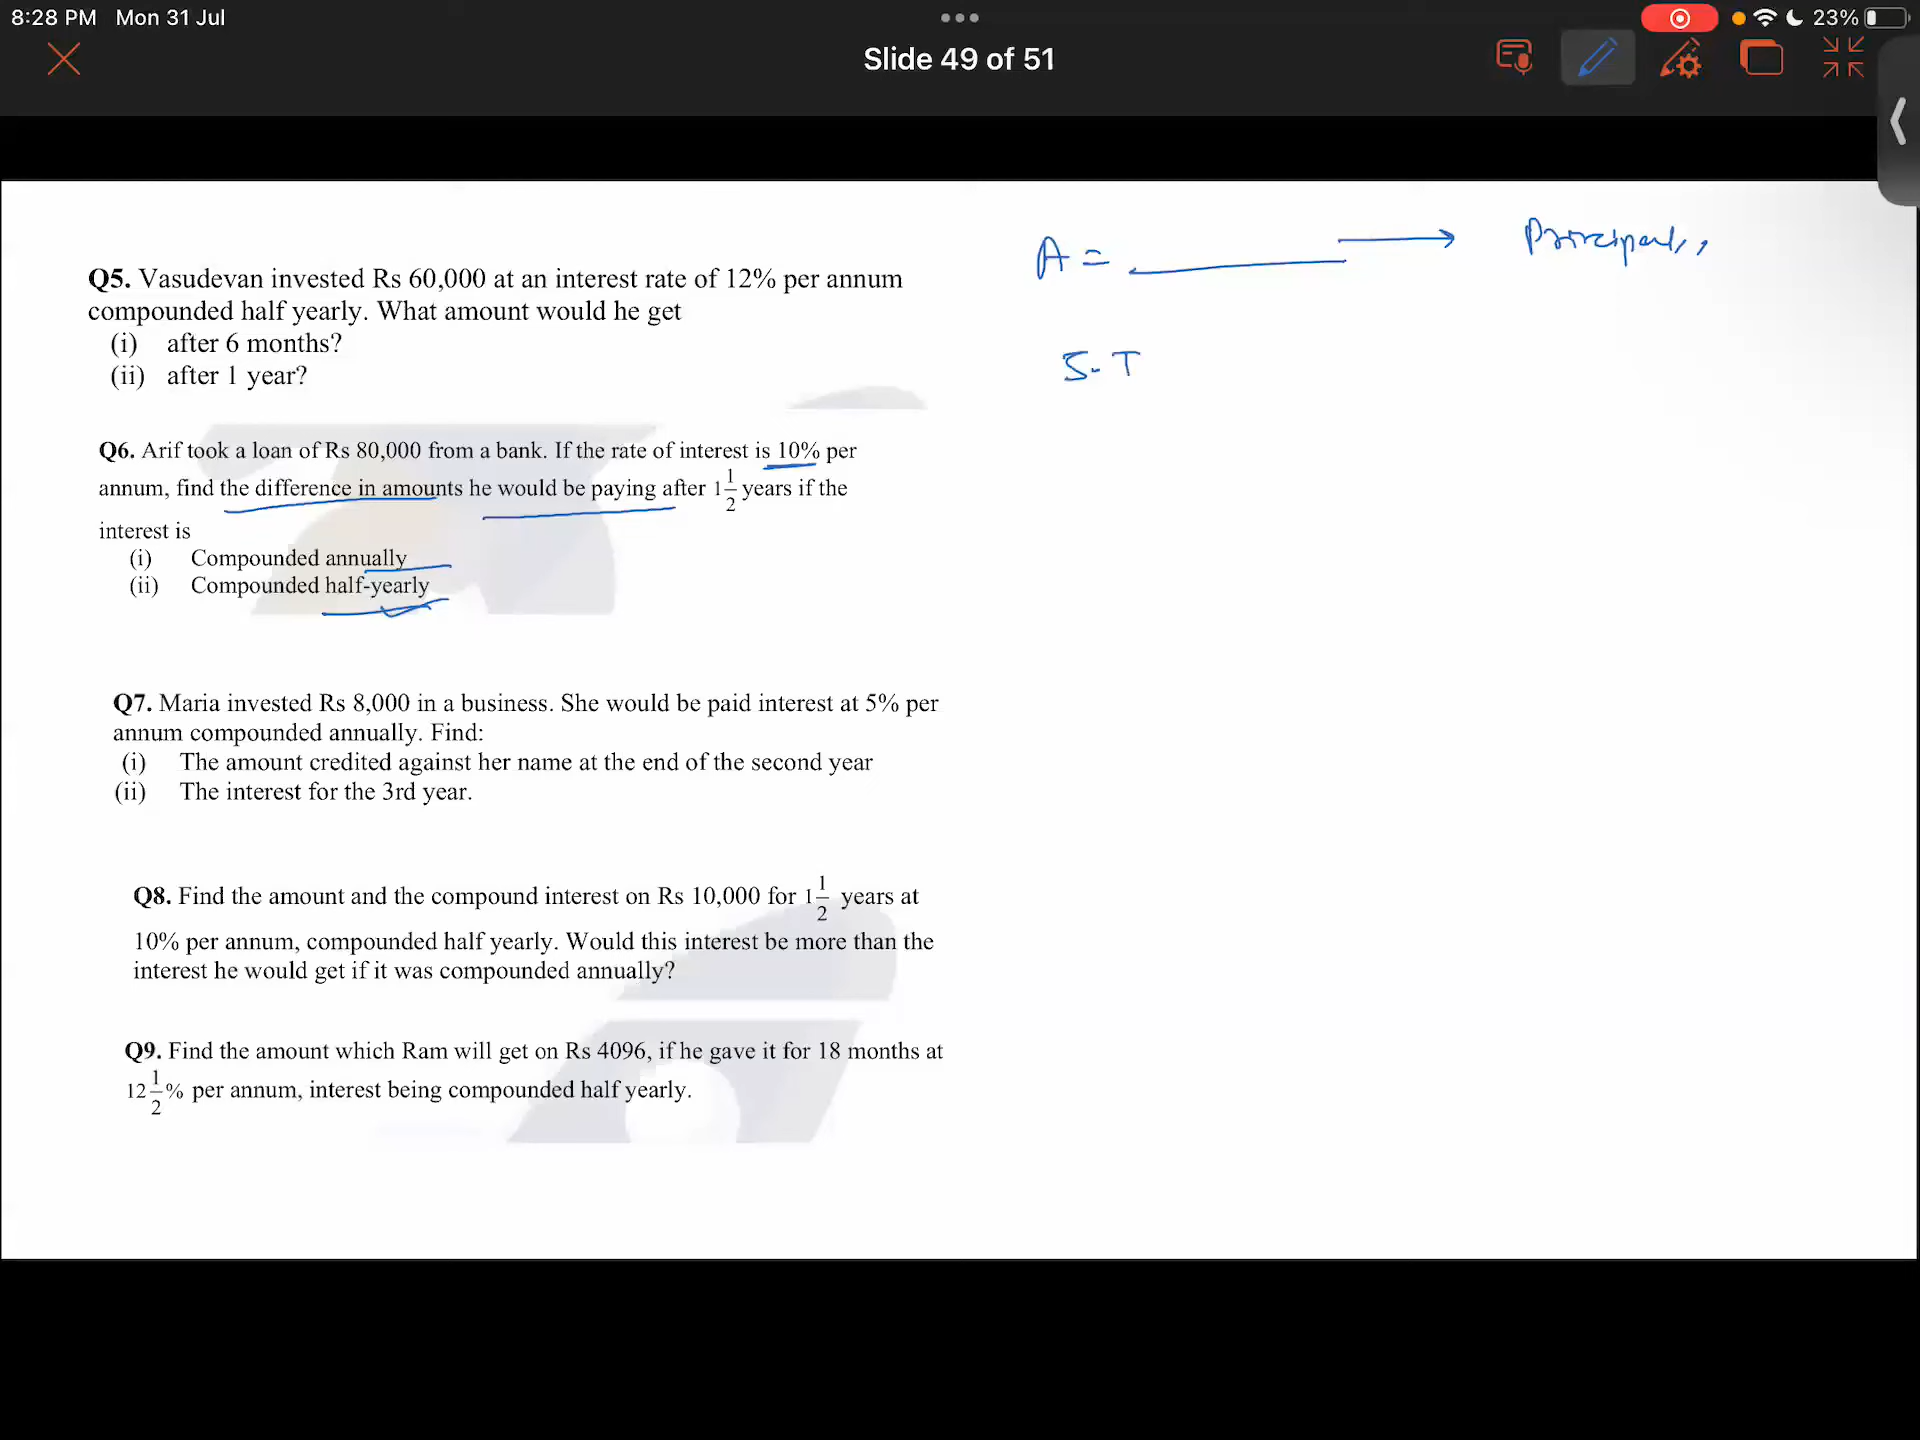 8:28 PM Mon 31 Jul
23%
Slide 49 of 51
A = ⟶ Principal,,
Q5. Vasudevan invested Rs 60,000 at an interest rate of 12% per annum
compounded half yearly. What amount would he get
(i) after 6 months?
(ii) after 1 year?
Q6. Arif took a loan of Rs 80,000 from a bank. If the rate of interest is 10% per
annum, find the difference in amounts he would be paying after 1 1/2 years if the
interest is
(i) Compounded annually
(ii) Compounded half-yearly
Q7. Maria invested Rs 8,000 in a business. She would be paid interest at 5% per
annum compounded annually. Find:
(i) The amount credited against her name at the end of the second year
(ii) The interest for the 3rd year.
Q8. Find the amount and the compound interest on Rs 10,000 for 1 1/2 years at
10% per annum, compounded half yearly. Would this interest be more than the
interest he would get if it was compounded annually?
Q9. Find the amount which Ram will get on Rs 4096, if he gave it for 18 months at
12 1/2 % per annum, interest being compounded half yearly.